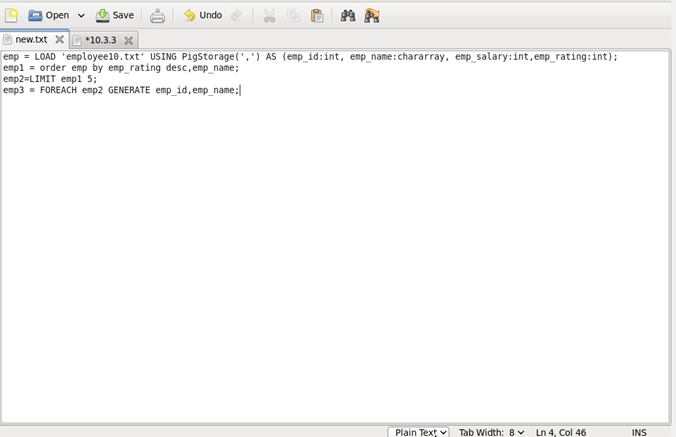 Open Save Undo
new.txt *10.3.3
emp = LOAD 'employee10.txt' USING PigStorage(',') AS (emp_id:int, emp_name:chararray, emp_salary:int,emp_rating:int);
emp1 = order emp by emp_rating desc,emp_name;
emp2=LIMIT emp1 5;
emp3 = FOREACH emp2 GENERATE emp_id,emp_name;
Plain Text Tab Width: 8 Ln 4, Col 46 INS